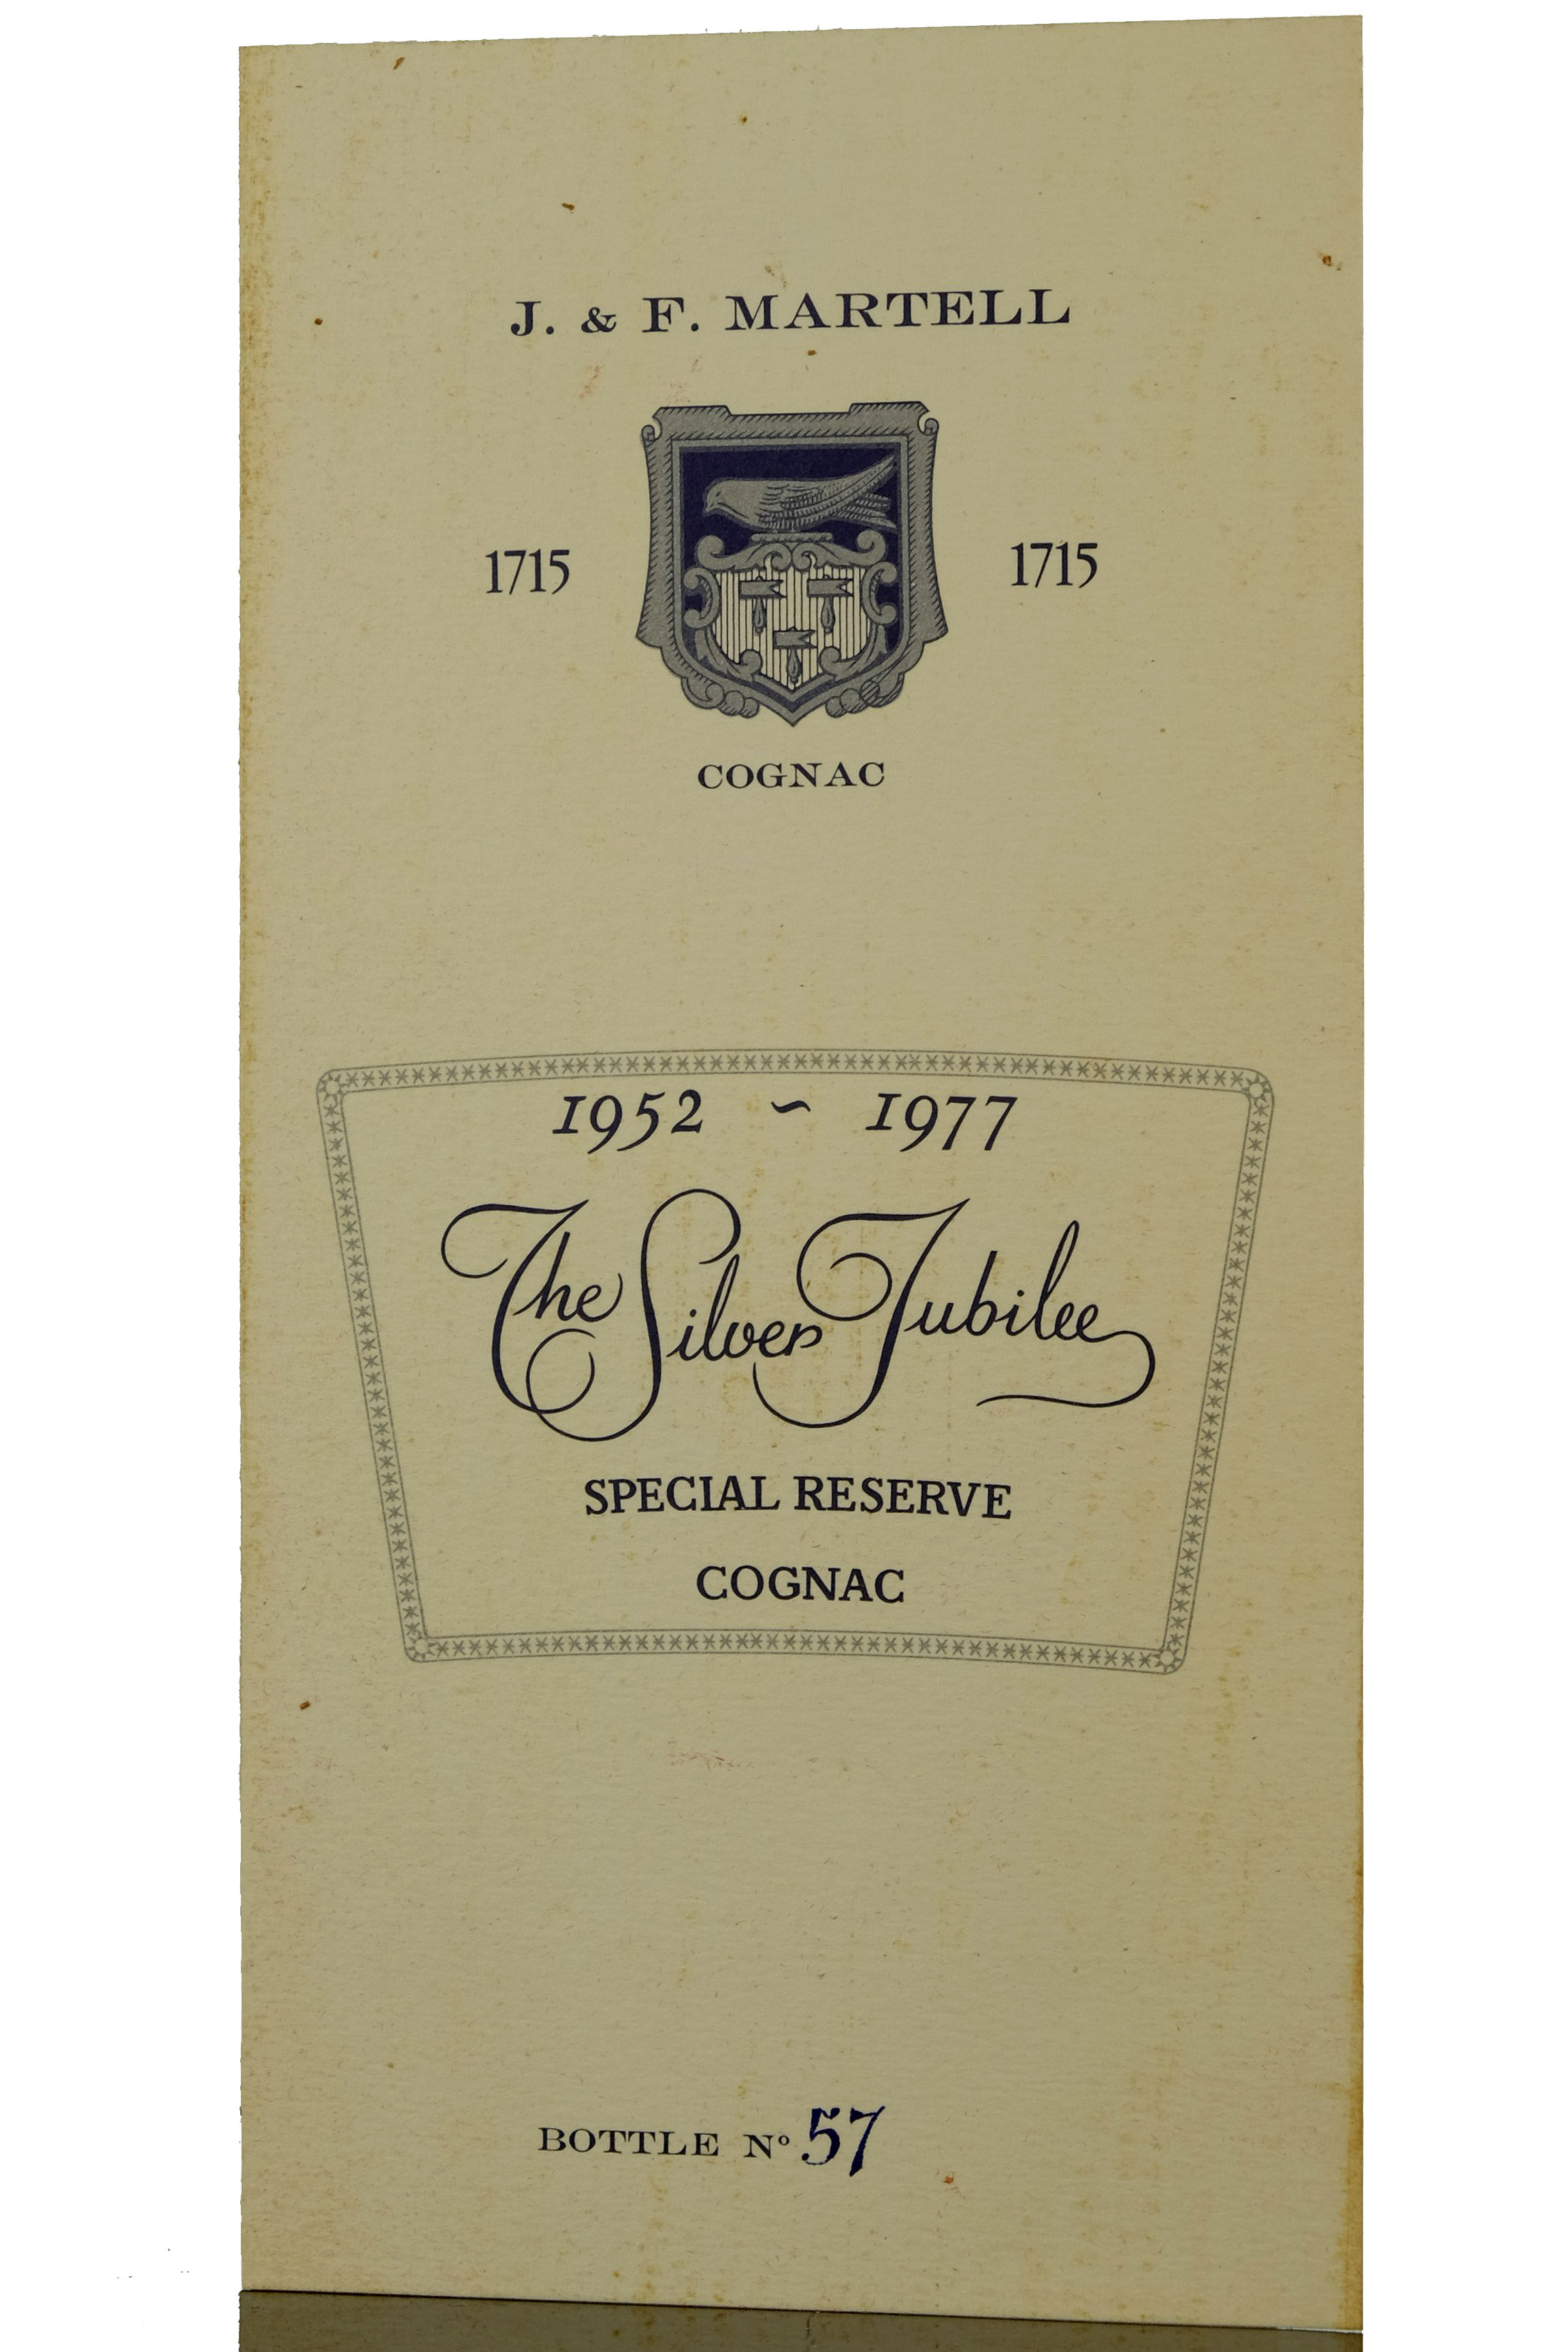 J. & F. MARTELL
1715 1715
COGNAC
1952 ~ 1977
The Silver Jubilee
SPECIAL RESERVE
COGNAC
BOTTLE Nº 57